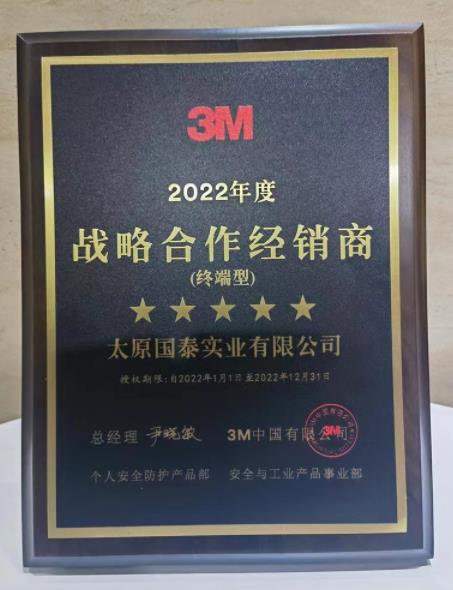 3M
2022年度
战略合作经销商
(终端型)
太原国泰实业有限公司
授权期限:自2022年1月1日至2022年12月31日
总经理 3M中国有限公司
个人安全防护产品部 安全与工业产品事业部
3M